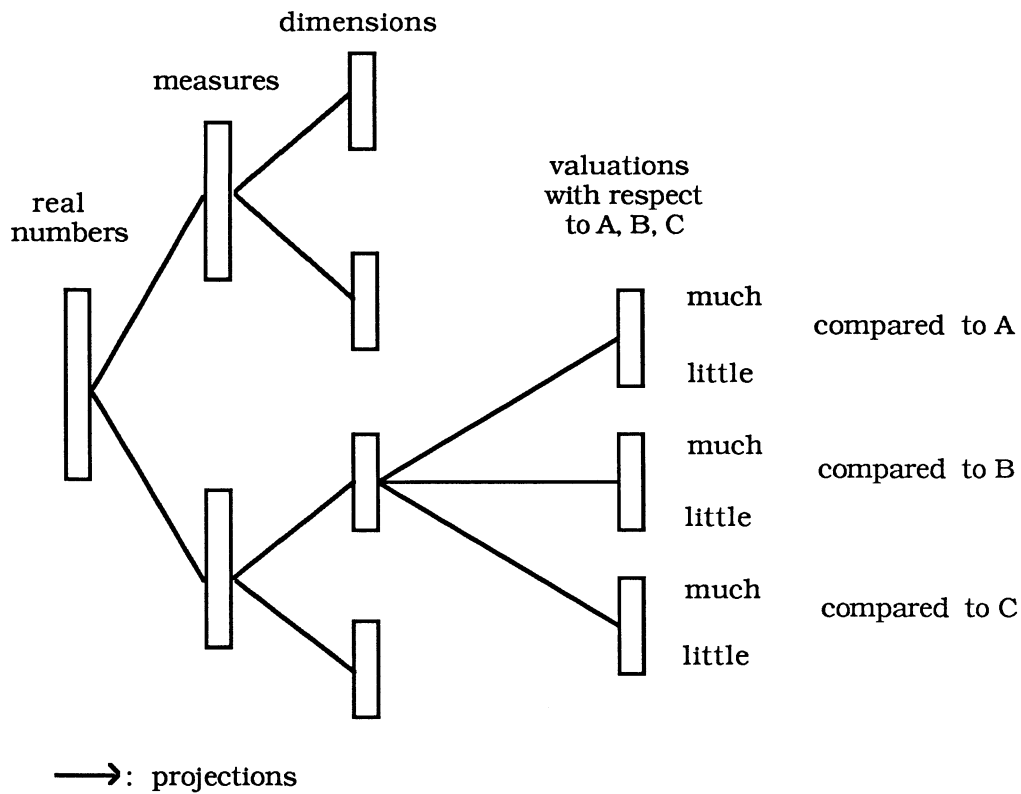 dimensions
measures
real
numbers
valuations
with respect
to A, B, C
much
compared to A
little
much
compared to B
little
much
compared to C
little
: projections